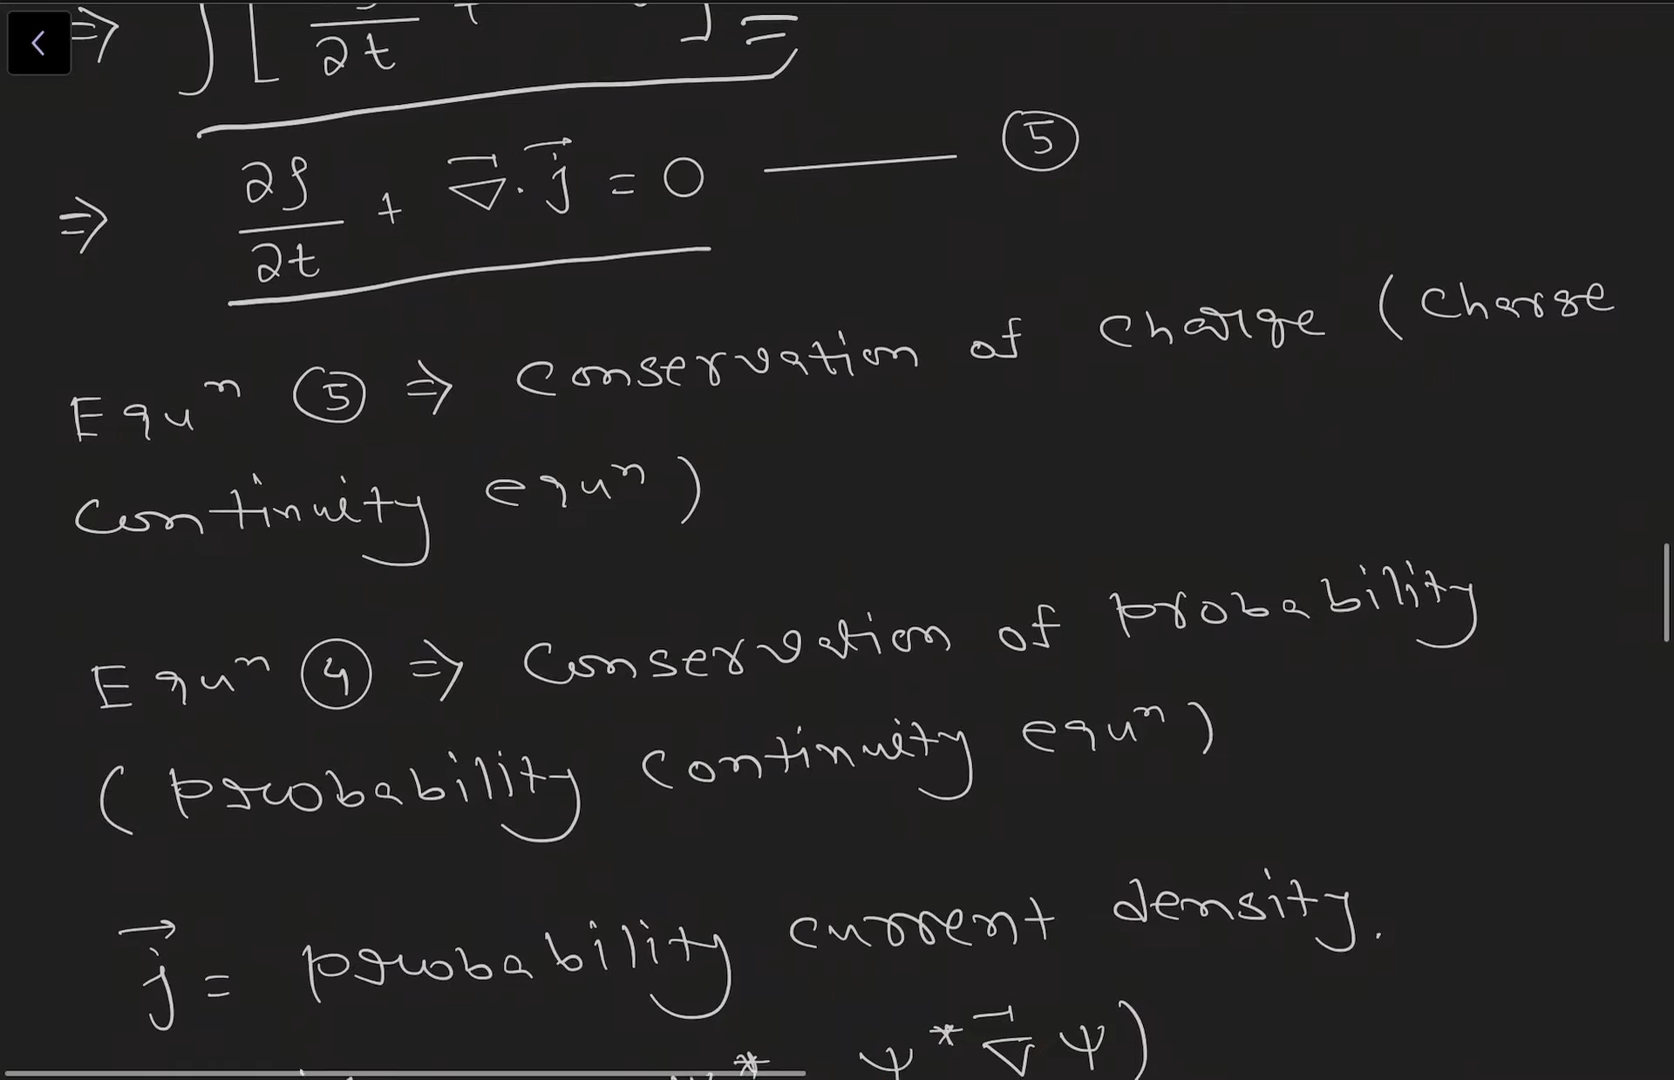 ⇒ ∫[ ∂t ] =
⇒ ∂ρ/∂t + ∇⃗·j⃗ = 0 ——— ⑤
Equⁿ ⑤ ⇒ Conservation of charge (Charge
Continuity equⁿ)
Equⁿ ④ ⇒ Conservation of probability
(probability Continuity equⁿ)
j⃗ = probability current density.
* ψ*∇⃗ψ)